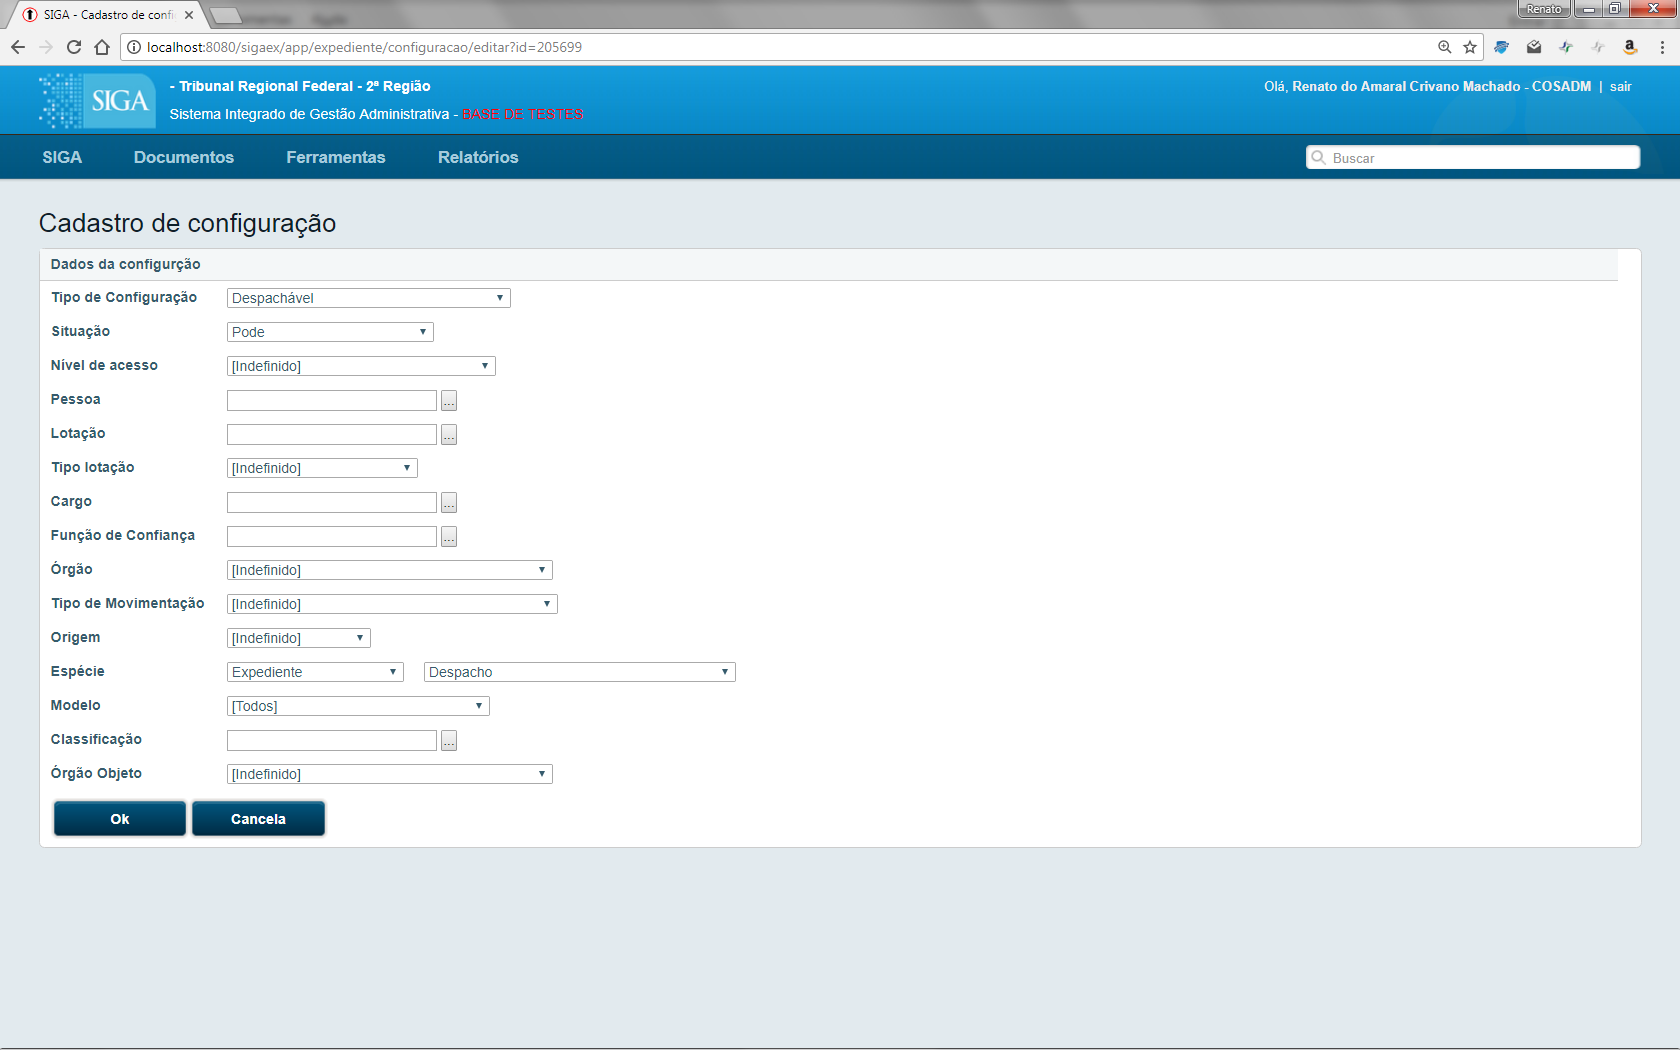 SIGA - Cadastro de confi
Renato
localhost:8080/sigaex/app/expediente/configuracao/editar?id=205699
SIGA
- Tribunal Regional Federal - 2ª Região
Sistema Integrado de Gestão Administrativa - BASE DE TESTES
Olá, Renato do Amaral Crivano Machado - COSADM | sair
SIGA Documentos Ferramentas Relatórios Buscar
Cadastro de configuração
Dados da configurção
Tipo de Configuração Despachável
Situação Pode
Nível de acesso [Indefinido]
Pessoa ...
Lotação ...
Tipo lotação [Indefinido]
Cargo ...
Função de Confiança ...
Órgão [Indefinido]
Tipo de Movimentação [Indefinido]
Origem [Indefinido]
Espécie Expediente Despacho
Modelo [Todos]
Classificação ...
Órgão Objeto [Indefinido]
Ok Cancela